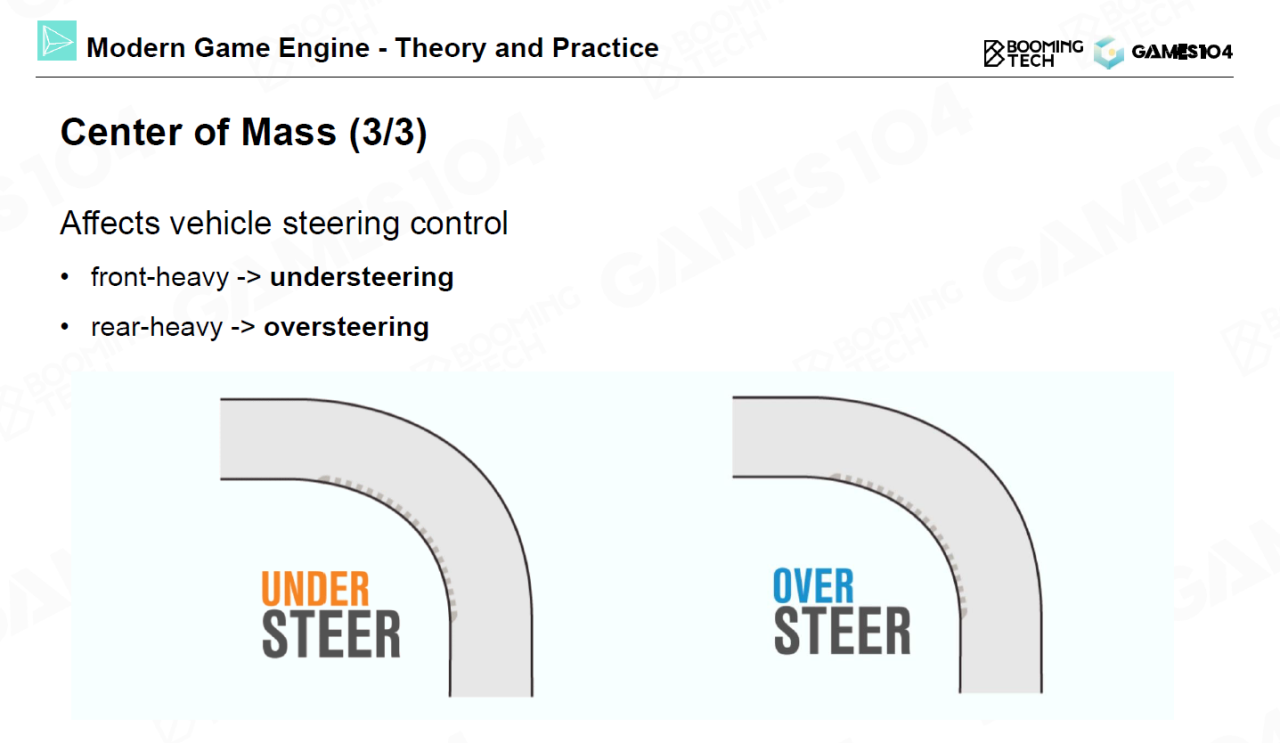 Modern Game Engine - Theory and Practice
BOOMING
TECH
GAMES104
Center of Mass (3/3)
Affects vehicle steering control
• front-heavy -> understeering
• rear-heavy -> oversteering
UNDER
STEER
OVER
STEER